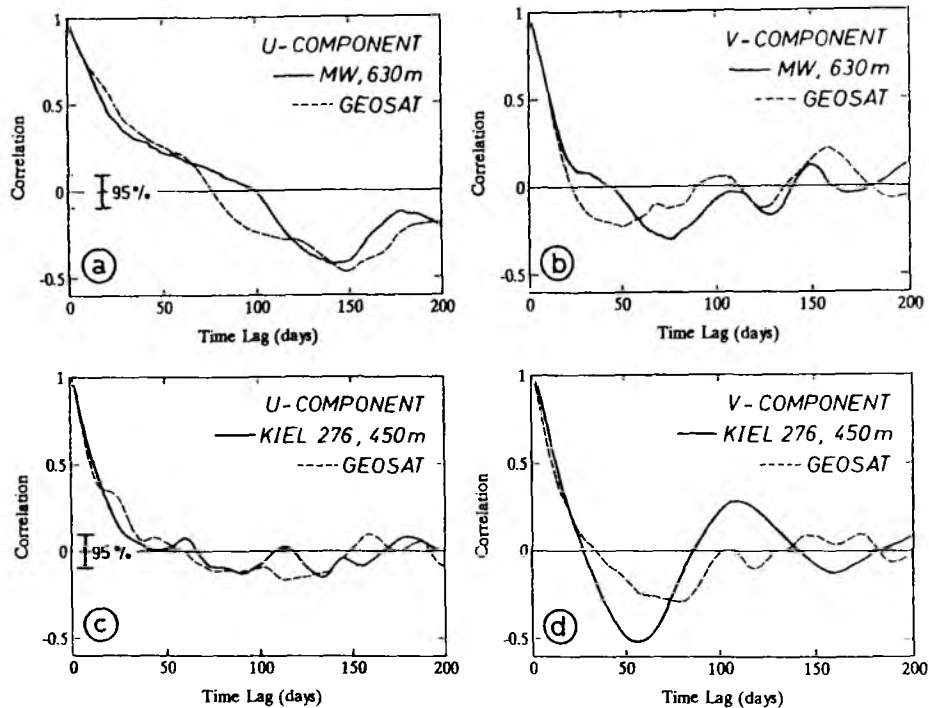 1
0.5
0
-0.5
Correlation
U-COMPONENT
MW, 630m
GEOSAT
95%
a
0 50 100 150 200
Time Lag (days)
1
0.5
0
-0.5
Correlation
V-COMPONENT
MW, 630m
GEOSAT
b
0 50 100 150 200
Time Lag (days)
1
0.5
0
-0.5
Correlation
U-COMPONENT
KIEL 276, 450m
GEOSAT
95%
c
0 50 100 150 200
Time Lag (days)
1
0.5
0
-0.5
Correlation
V-COMPONENT
KIEL 276, 450m
GEOSAT
d
0 50 100 150 200
Time Lag (days)